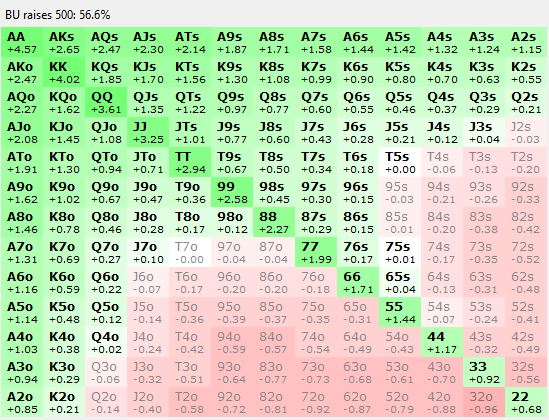 BU raises 500: 56.6%
AA AKs AQs AJs ATs A9s A8s A7s A6s A5s A4s A3s A2s
+4.57 +2.65 +2.47 +2.30 +2.14 +1.87 +1.71 +1.58 +1.44 +1.42 +1.32 +1.24 +1.15
AKo KK KQs KJs KTs K9s K8s K7s K6s K5s K4s K3s K2s
+2.47 +4.02 +1.85 +1.70 +1.56 +1.30 +1.08 +0.99 +0.90 +0.80 +0.70 +0.63 +0.55
AQo KQo QQ QJs QTs Q9s Q8s Q7s Q6s Q5s Q4s Q3s Q2s
+2.27 +1.62 +3.61 +1.35 +1.22 +0.97 +0.77 +0.60 +0.55 +0.46 +0.37 +0.29 +0.21
AJo KJo QJo JJ JTs J9s J8s J7s J6s J5s J4s J3s J2s
+2.08 +1.45 +1.08 +3.25 +1.01 +0.77 +0.60 +0.43 +0.28 +0.21 +0.12 +0.04 -0.03
ATo KTo QTo JTo TT T9s T8s T7s T6s T5s T4s T3s T2s
+1.91 +1.30 +0.94 +0.71 +2.94 +0.67 +0.50 +0.34 +0.18 +0.00 -0.06 -0.13 -0.20
A9o K9o Q9o J9o T9o 99 98s 97s 96s 95s 94s 93s 92s
+1.62 +1.02 +0.67 +0.47 +0.36 +2.58 +0.45 +0.30 +0.15 -0.03 -0.21 -0.26 -0.33
A8o K8o Q8o J8o T8o 98o 88 87s 86s 85s 84s 83s 82s
+1.46 +0.78 +0.46 +0.28 +0.17 +0.12 +2.27 +0.29 +0.15 -0.01 -0.20 -0.38 -0.42
A7o K7o Q7o J7o T7o 97o 87o 77 76s 75s 74s 73s 72s
+1.31 +0.69 +0.27 +0.10 -0.00 -0.04 -0.04 +1.99 +0.17 +0.01 -0.17 -0.35 -0.52
A6o K6o Q6o J6o T6o 96o 86o 76o 66 65s 64s 63s 62s
+1.16 +0.59 +0.22 -0.07 -0.17 -0.20 -0.20 -0.18 +1.71 +0.04 -0.13 -0.31 -0.48
A5o K5o Q5o J5o T5o 95o 85o 75o 65o 55 54s 53s 52s
+1.14 +0.48 +0.12 -0.14 -0.36 -0.39 -0.37 -0.35 -0.31 +1.44 -0.07 -0.24 -0.41
A4o K4o Q4o J4o T4o 94o 84o 74o 64o 54o 44 43s 42s
+1.03 +0.38 +0.02 -0.24 -0.42 -0.59 -0.57 -0.54 -0.49 -0.43 +1.17 -0.32 -0.49
A3o K3o Q3o J3o T3o 93o 83o 73o 63o 53o 43o 33 32s
+0.94 +0.29 -0.06 -0.32 -0.51 -0.64 -0.77 -0.73 -0.68 -0.61 -0.70 +0.92 -0.56
A2o K2o Q2o J2o T2o 92o 82o 72o 62o 52o 42o 32o 22
+0.85 +0.21 -0.14 -0.40 -0.58 -0.72 -0.81 -0.92 -0.87 -0.79 -0.88 -0.96 +0.68